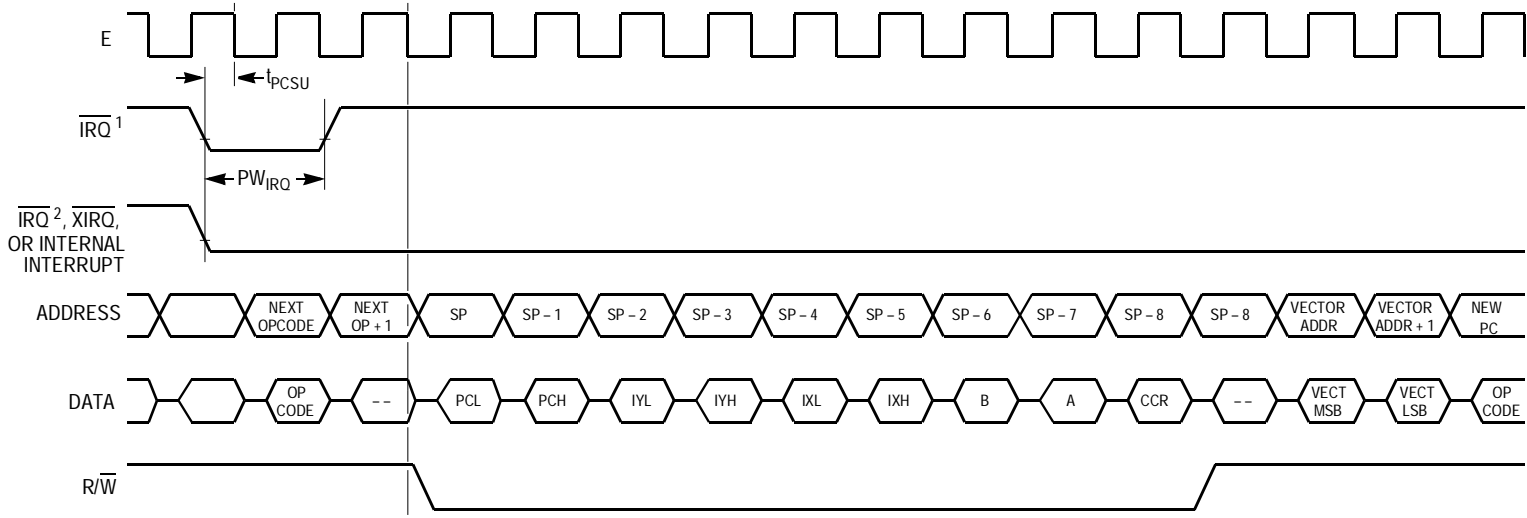 E
tPCSU
IRQ 1
PWIRQ
IRQ 2, XIRQ,
OR INTERNAL
INTERRUPT
ADDRESS
NEXT
OPCODE
NEXT
OP + 1
SP
SP – 1
SP – 2
SP – 3
SP – 4
SP – 5
SP – 6
SP – 7
SP – 8
SP – 8
VECTOR
ADDR
VECTOR
ADDR + 1
NEW
PC
DATA
OP
CODE
– –
PCL
PCH
IYL
IYH
IXL
IXH
B
A
CCR
– –
VECT
MSB
VECT
LSB
OP
CODE
R/W